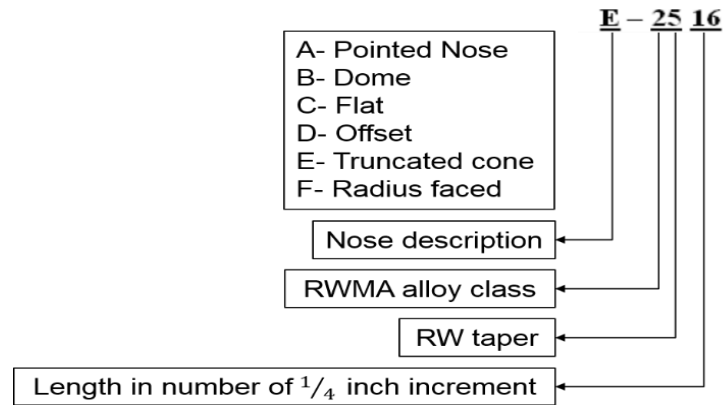 E – 25 16
A- Pointed Nose
B- Dome
C- Flat
D- Offset
E- Truncated cone
F- Radius faced
Nose description
RWMA alloy class
RW taper
Length in number of 1/4 inch increment